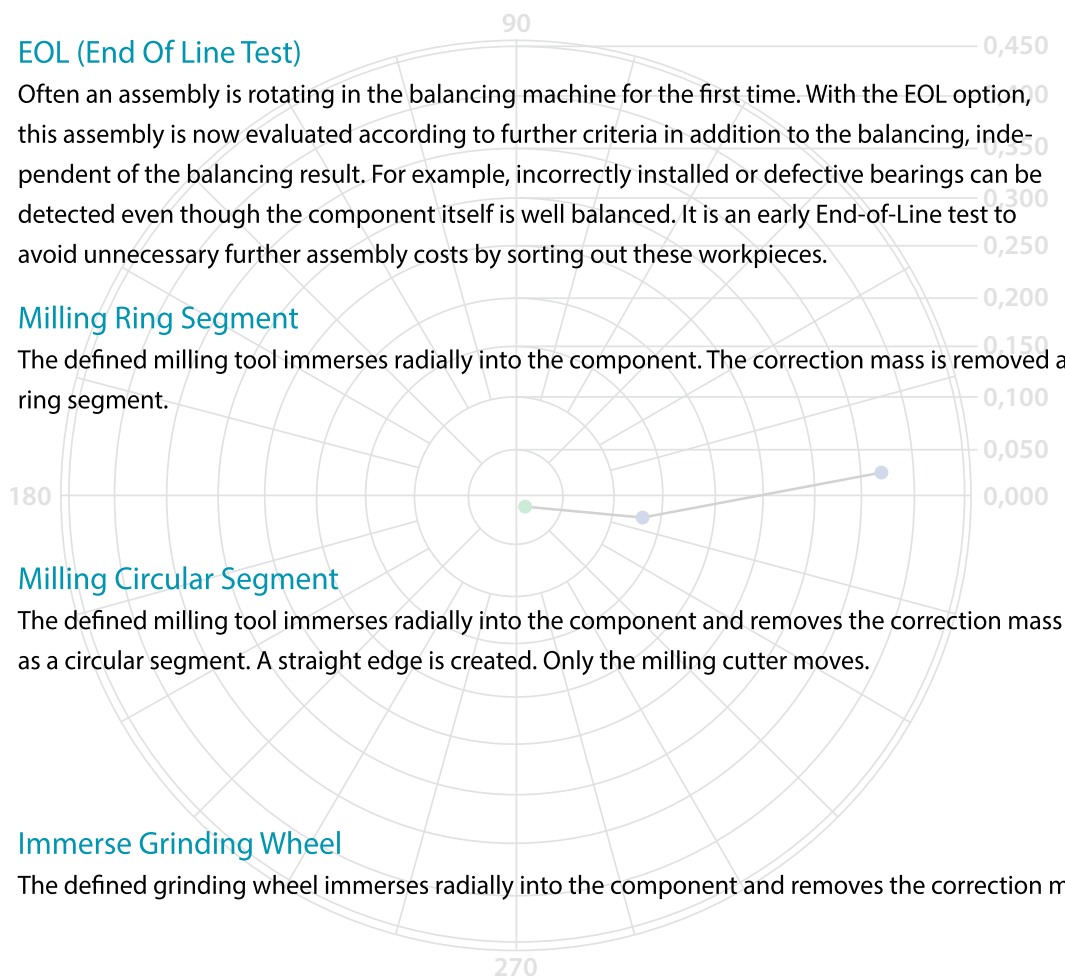 90
0,450
EOL (End Of Line Test)
Often an assembly is rotating in the balancing machine for the first time. With the EOL option,
this assembly is now evaluated according to further criteria in addition to the balancing, inde-
0,350
pendent of the balancing result. For example, incorrectly installed or defective bearings can be
0,300
detected even though the component itself is well balanced. It is an early End-of-Line test to
0,250
avoid unnecessary further assembly costs by sorting out these workpieces.
0,200
Milling Ring Segment
0,150
The defined milling tool immerses radially into the component. The correction mass is removed a
ring segment.
0,100
0,050
180
0,000
Milling Circular Segment
The defined milling tool immerses radially into the component and removes the correction mass
as a circular segment. A straight edge is created. Only the milling cutter moves.
Immerse Grinding Wheel
The defined grinding wheel immerses radially into the component and removes the correction m
270